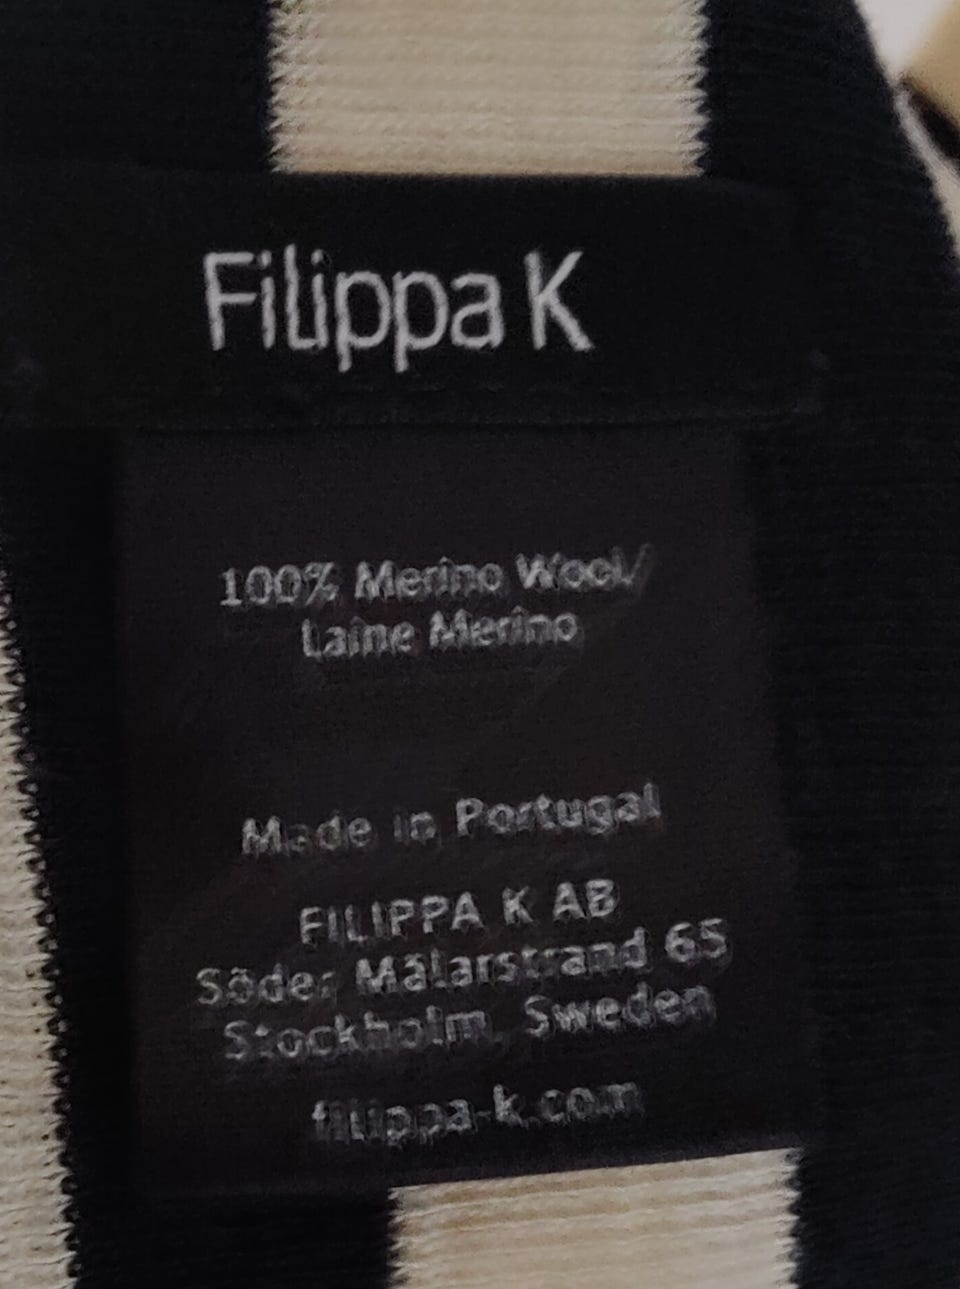 Filippa K
100% Merino Wool/
Laine Merino
Made in Portugal
FILIPPA K AB
Söder Mälarstrand 65
Stockholm, Sweden
filippa-k.com